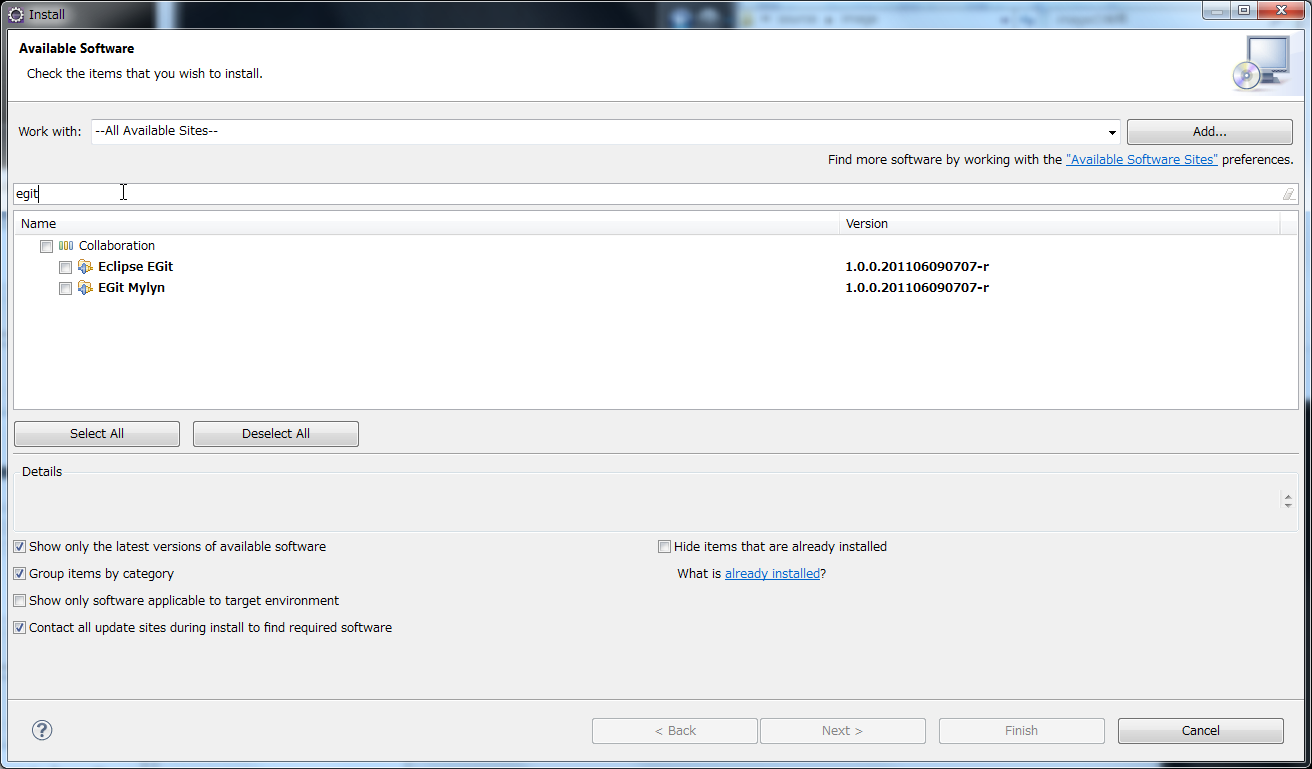 Install
Available Software
Check the items that you wish to install.
Work with: --All Available Sites-- Add...
Find more software by working with the "Available Software Sites" preferences.
egit
Name Version
Collaboration
Eclipse EGit 1.0.0.201106090707-r
EGit Mylyn 1.0.0.201106090707-r
Select All Deselect All
Details
Show only the latest versions of available software Hide items that are already installed
Group items by category What is already installed?
Show only software applicable to target environment
Contact all update sites during install to find required software
? < Back Next > Finish Cancel